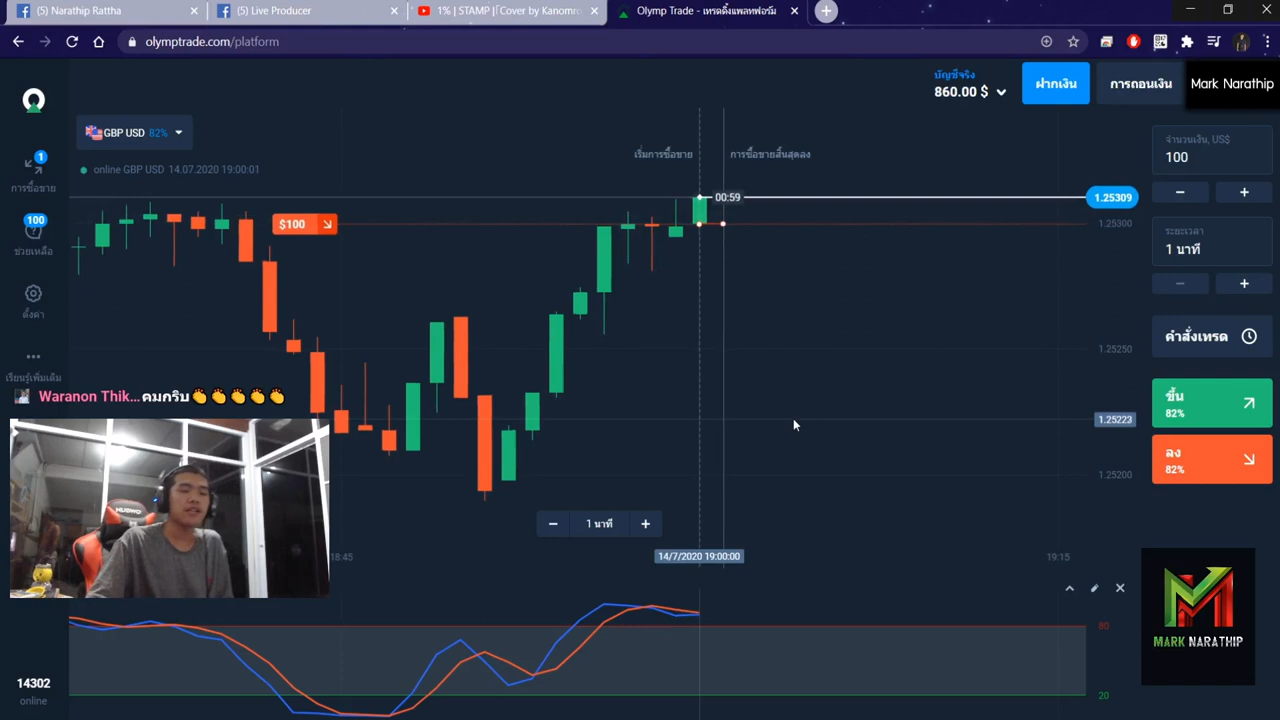 (5) Narathip Rattha
(5) Live Producer
1% | STAMP |「Cover by Kanomro
Olymp Trade - เทรดดิ้งแพลทฟอร์ม
olymptrade.com/platform
บัญชีจริง
860.00 $
ฝากเงิน
การถอนเงิน
Mark Narathip
GBP USD 82%
online GBP USD 14.07.2020 19:00:01
1
การซื้อขาย
100
ช่วยเหลือ
ตั้งค่า
เรียนรู้เพิ่มเติม
เริ่มการซื้อขาย
การซื้อขายสิ้นสุดลง
$100
00:59
1.25309
1.25300
1.25250
1.25223
1.25200
จำนวนเงิน, US$
100
ระยะเวลา
1 นาที
คำสั่งเทรด
ขึ้น
82%
ลง
82%
Waranon Thik... คมกริบ👏👏👏👏👏
NUBWO
1 นาที
18:45
14/7/2020 19:00:00
19:15
80
20
MARK NARATHIP
14302
online